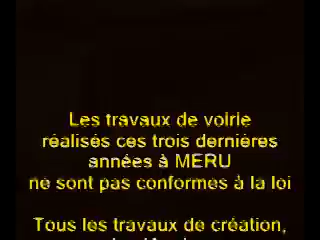 Les travaux de voirie
réalisés ces trois dernières
années à MERU
ne sont pas conformes à la loi
Tous les travaux de création,